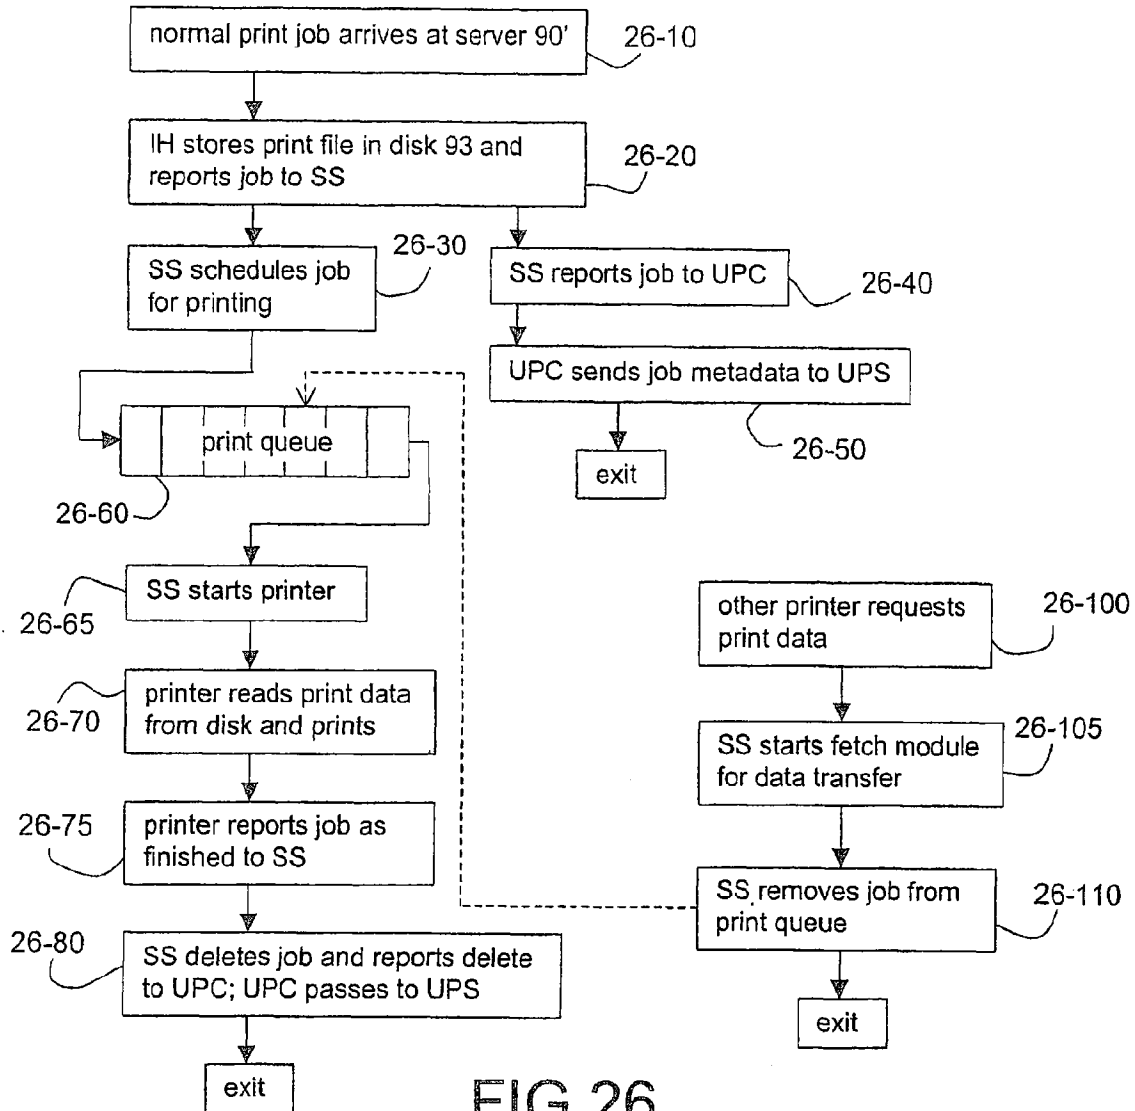 normal print job arrives at server 90'
26-10
IH stores print file in disk 93 and
reports job to SS
26-20
SS schedules job
for printing
26-30
SS reports job to UPC
26-40
UPC sends job metadata to UPS
26-50
exit
print queue
26-60
SS starts printer
26-65
printer reads print data
from disk and prints
26-70
printer reports job as
finished to SS
26-75
SS deletes job and reports delete
to UPC; UPC passes to UPS
26-80
exit
other printer requests
print data
26-100
SS starts fetch module
for data transfer
26-105
SS removes job from
print queue
26-110
exit
FIG.26